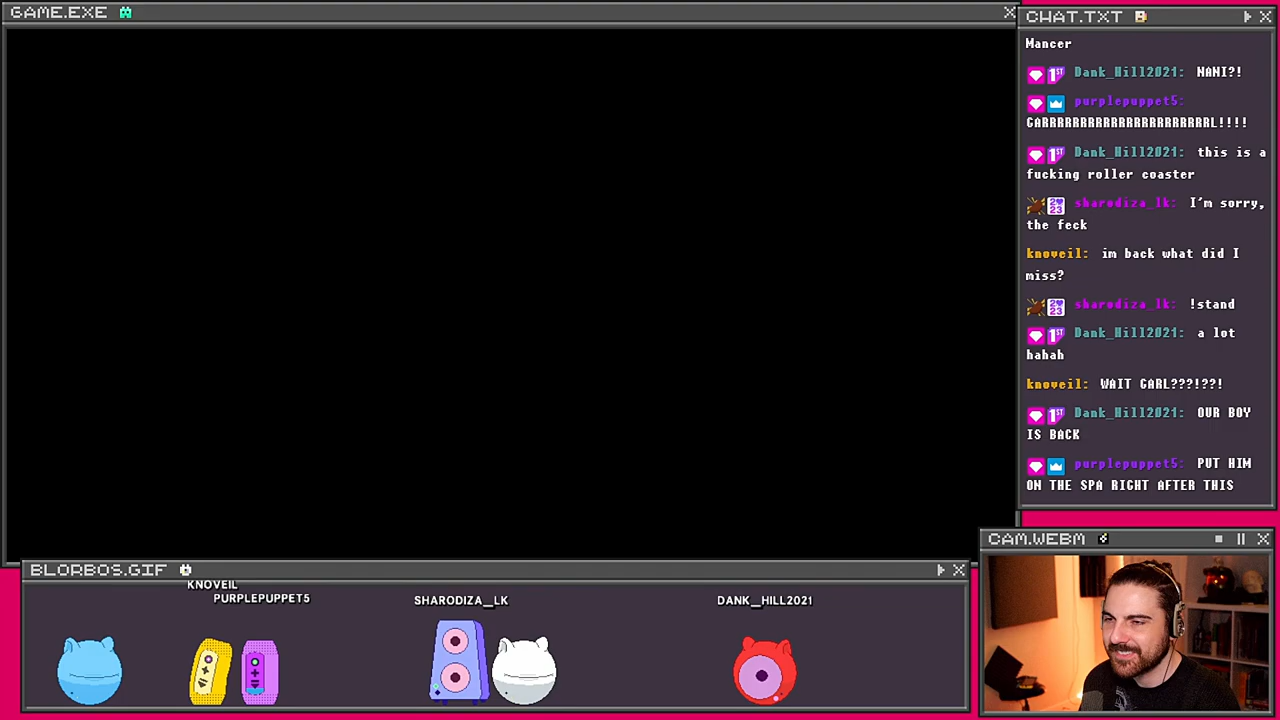 GAME.EXE
CHAT.TXT
Mancer
Dank_Hill2021: NANI?!
purplepuppet5:
GARRRRRRRRRRRRRRRRRRRRRRL!!!!
Dank_Hill2021: this is a
fucking roller coaster
sharodiza_lk: I'm sorry,
the feck
knoveil: im back what did I
miss?
sharodiza_lk: !stand
Dank_Hill2021: a lot
hahah
knoveil: WAIT GARL???!??!
Dank_Hill2021: OUR BOY
IS BACK
purplepuppet5: PUT HIM
ON THE SPA RIGHT AFTER THIS
CAM.WEBM
BLORBOS.GIF
KNOVEIL
PURPLEPUPPET5
SHARODIZA_LK
DANK_HILL2021